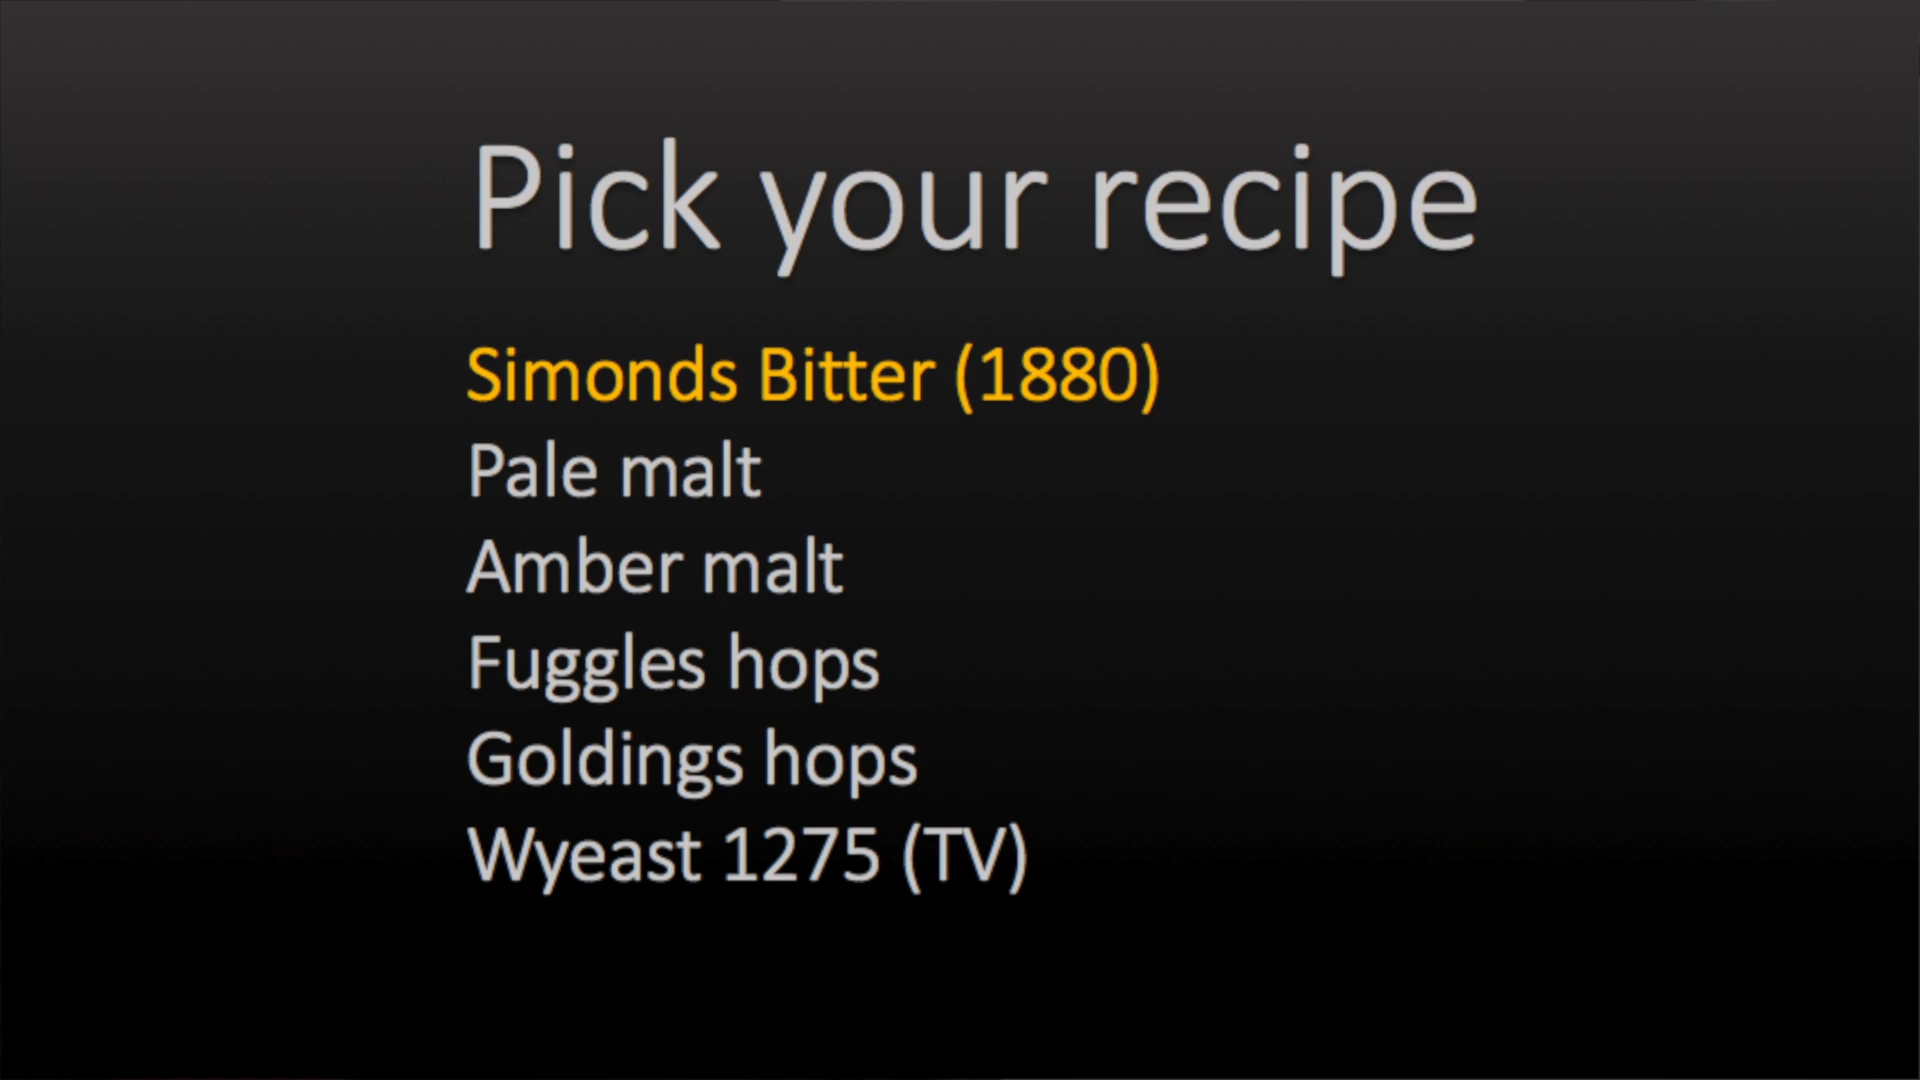 Pick your recipe
Simonds Bitter (1880)
Pale malt
Amber malt
Fuggles hops
Goldings hops
Wyeast 1275 (TV)